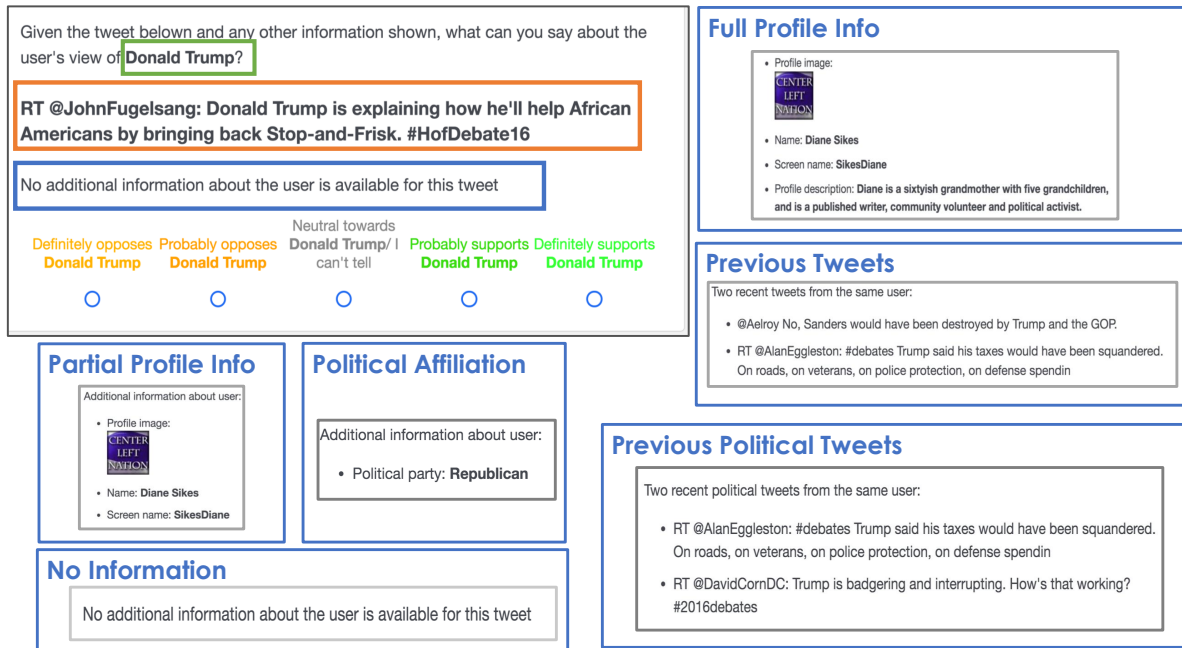 Given the tweet belown and any other information shown, what can you say about the
user's view of Donald Trump?
RT @JohnFugelsang: Donald Trump is explaining how he'll help African
Americans by bringing back Stop-and-Frisk. #HofDebate16
No additional information about the user is available for this tweet
Definitely opposes
Donald Trump
Probably opposes
Donald Trump
Neutral towards
Donald Trump/ I
can't tell
Probably supports
Donald Trump
Definitely supports
Donald Trump
Full Profile Info
• Profile image:
CENTER
LEFT
NATION
• Name: Diane Sikes
• Screen name: SikesDiane
• Profile description: Diane is a sixtyish grandmother with five grandchildren,
and is a published writer, community volunteer and political activist.
Previous Tweets
Two recent tweets from the same user:
• @Aelroy No, Sanders would have been destroyed by Trump and the GOP.
• RT @AlanEggleston: #debates Trump said his taxes would have been squandered.
On roads, on veterans, on police protection, on defense spendin
Partial Profile Info
Additional information about user:
• Profile image:
CENTER
LEFT
NATION
• Name: Diane Sikes
• Screen name: SikesDiane
Political Affiliation
Additional information about user:
• Political party: Republican
Previous Political Tweets
Two recent political tweets from the same user:
• RT @AlanEggleston: #debates Trump said his taxes would have been squandered.
On roads, on veterans, on police protection, on defense spendin
• RT @DavidCornDC: Trump is badgering and interrupting. How's that working?
#2016debates
No Information
No additional information about the user is available for this tweet